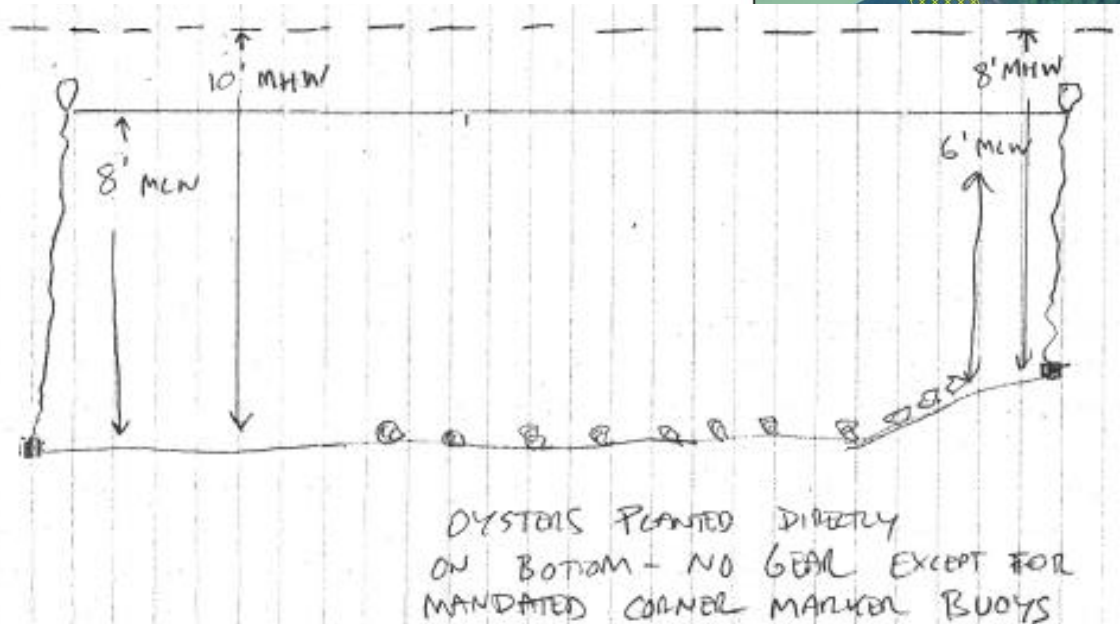 10' MHW
8' MHW
8' MLW
6' MLW
OYSTERS PLANTED DIRECTLY
ON BOTTOM - NO GEAR EXCEPT FOR
MANDATED CORNER MARKER BUOYS